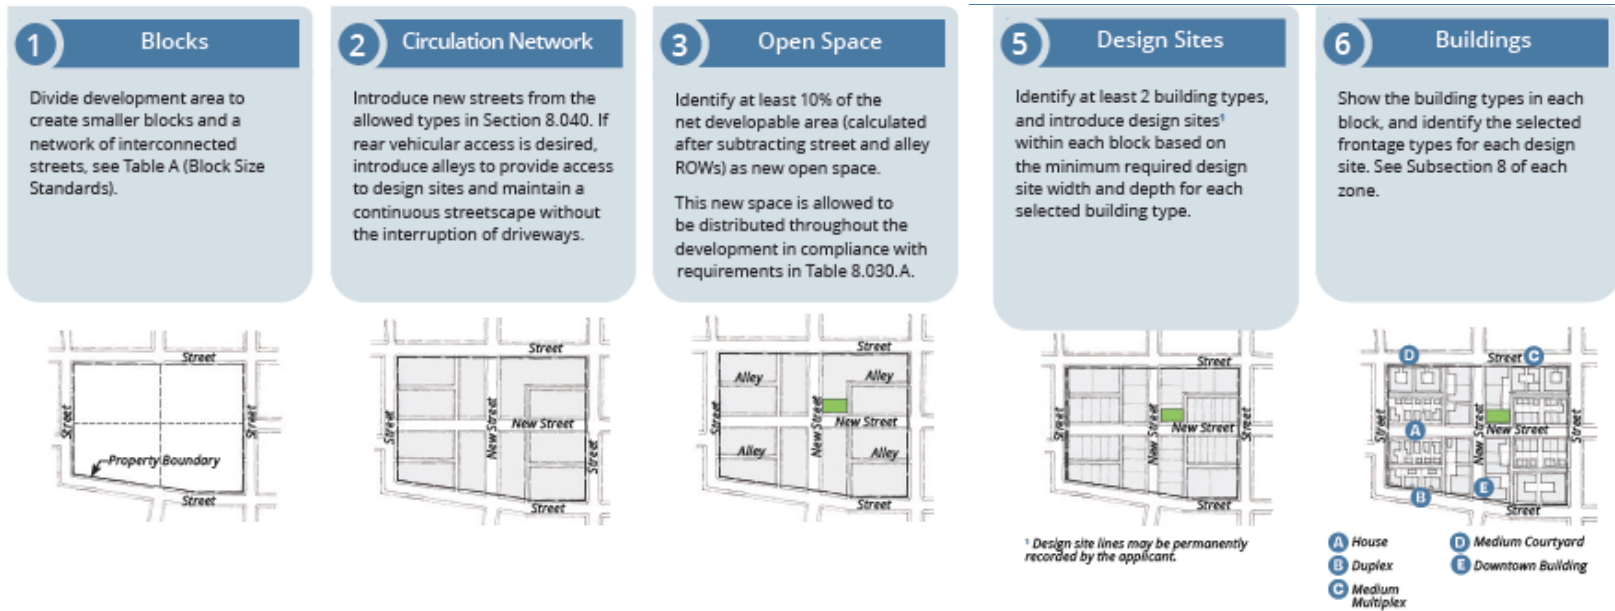 1
Blocks
Divide development area to
create smaller blocks and a
network of interconnected
streets, see Table A (Block Size
Standards).
Street
Street
Street
Property Boundary
Street
2
Circulation Network
Introduce new streets from the
allowed types in Section 8.040. If
rear vehicular access is desired,
introduce alleys to provide access
to design sites and maintain a
continuous streetscape without
the interruption of driveways.
Street
Street
New Street
New Street
Street
Street
3
Open Space
Identify at least 10% of the
net developable area (calculated
after subtracting street and alley
ROWs) as new open space.
This new space is allowed to
be distributed throughout the
development in compliance with
requirements in Table 8.030.A.
Street
Alley
Alley
Street
New Street
New Street
Alley
Alley
Street
5
Design Sites
Identify at least 2 building types,
and introduce design sites¹
within each block based on
the minimum required design
site width and depth for each
selected building type.
Street
Street
New Street
New Street
Street
Street
¹ Design site lines may be permanently
recorded by the applicant.
6
Buildings
Show the building types in each
block, and identify the selected
frontage types for each design
site. See Subsection 8 of each
zone.
D
Street
C
Street
A
New Street
New Street
Street
B
E
Street
A House
B Duplex
C Medium
Multiplex
D Medium Courtyard
E Downtown Building